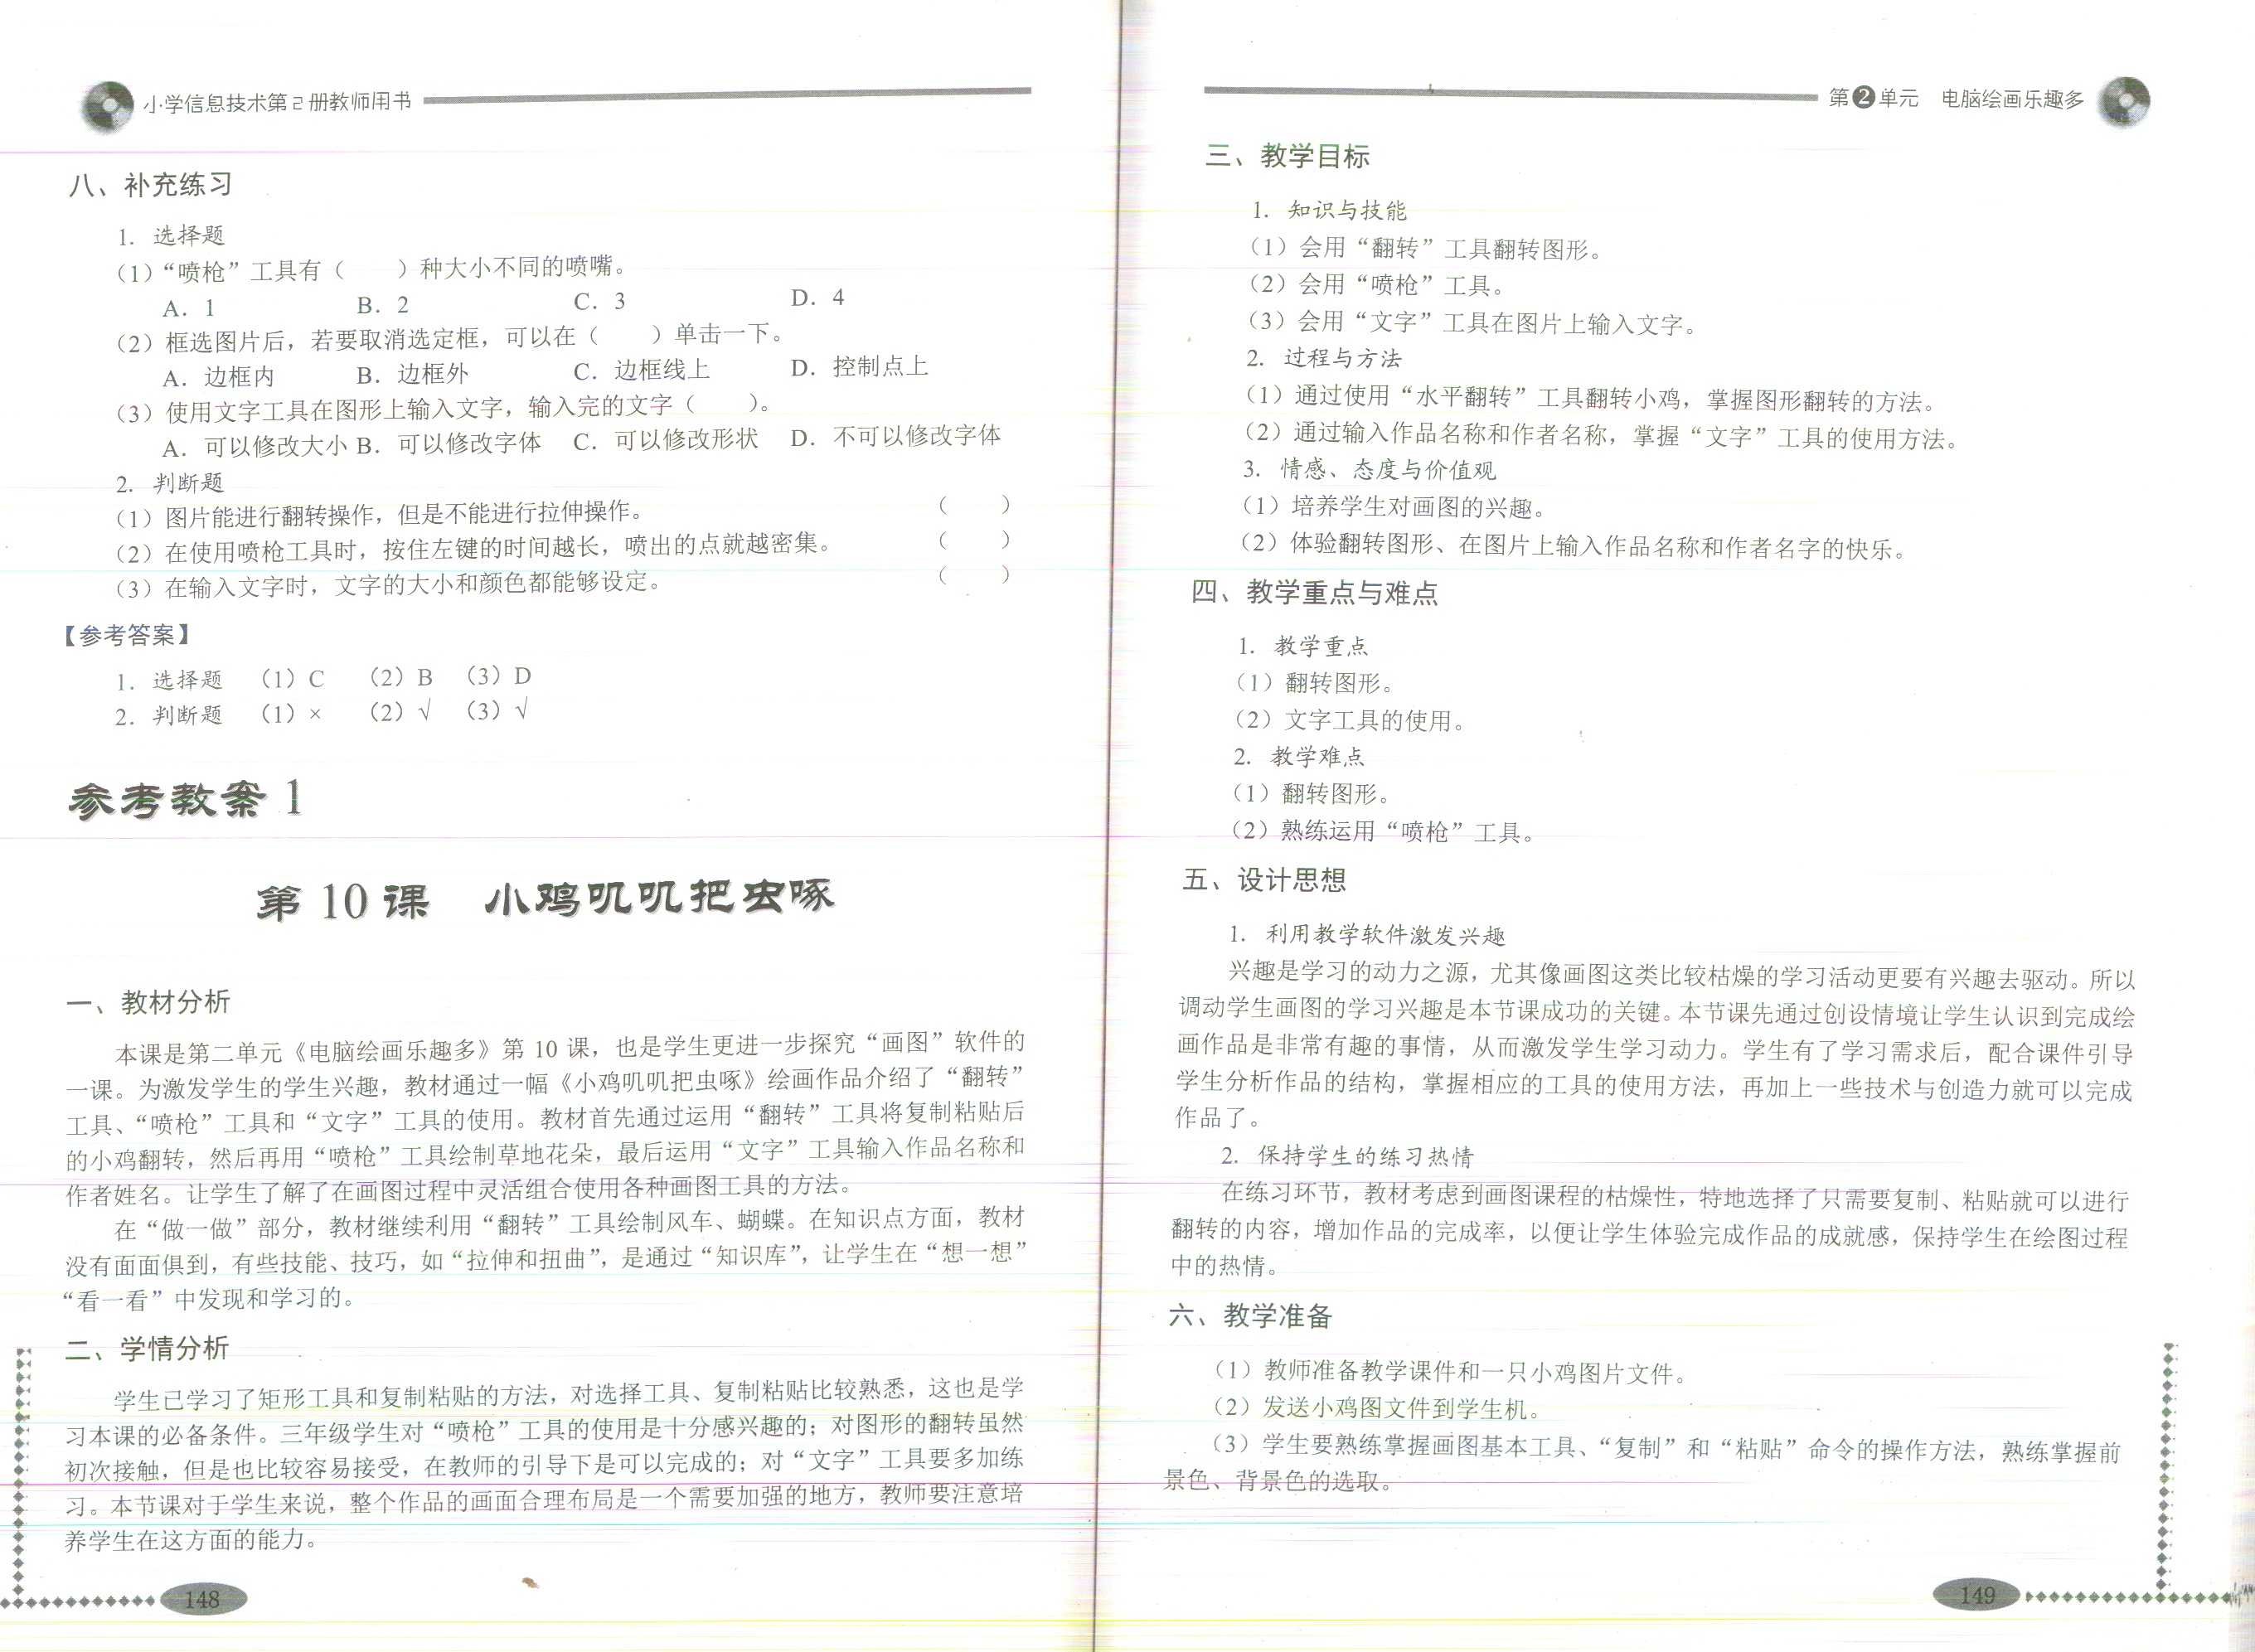 小学信息技术第2册教师用书
八、补充练习
1. 选择题
（1）“喷枪”工具有（　　）种大小不同的喷嘴。
A. 1　B. 2　C. 3　D. 4
（2）框选图片后，若要取消选定框，可以在（　　）单击一下。
A. 边框内　B. 边框外　C. 边框线上　D. 控制点上
（3）使用文字工具在图形上输入文字，输入完的文字（　　）。
A. 可以修改大小　B. 可以修改字体　C. 可以修改形状　D. 不可以修改字体
2. 判断题
（1）图片能进行翻转操作，但是不能进行拉伸操作。（　　）
（2）在使用喷枪工具时，按住左键的时间越长，喷出的点就越密集。（　　）
（3）在输入文字时，文字的大小和颜色都能够设定。（　　）
【参考答案】
1. 选择题　（1）C　（2）B　（3）D
2. 判断题　（1）×　（2）√　（3）√
参考教案 1
第 10 课　小鸡叽叽把虫啄
一、教材分析
本课是第二单元《电脑绘画乐趣多》第 10 课，也是学生更进一步探究“画图”软件的
一课。为激发学生的学生兴趣，教材通过一幅《小鸡叽叽把虫啄》绘画作品介绍了“翻转”
工具、“喷枪”工具和“文字”工具的使用。教材首先通过运用“翻转”工具将复制粘贴后
的小鸡翻转，然后再用“喷枪”工具绘制草地花朵，最后运用“文字”工具输入作品名称和
作者姓名。让学生了解了在画图过程中灵活组合使用各种画图工具的方法。
在“做一做”部分，教材继续利用“翻转”工具绘制风车、蝴蝶。在知识点方面，教材
没有面面俱到，有些技能、技巧，如“拉伸和扭曲”，是通过“知识库”，让学生在“想一想”
“看一看”中发现和学习的。
二、学情分析
学生已学习了矩形工具和复制粘贴的方法，对选择工具、复制粘贴比较熟悉，这也是学
习本课的必备条件。三年级学生对“喷枪”工具的使用是十分感兴趣的；对图形的翻转虽然
初次接触，但是也比较容易接受，在教师的引导下是可以完成的；对“文字”工具要多加练
习。本节课对于学生来说，整个作品的画面合理布局是一个需要加强的地方，教师要注意培
养学生在这方面的能力。
148
第2单元　电脑绘画乐趣多
三、教学目标
1. 知识与技能
（1）会用“翻转”工具翻转图形。
（2）会用“喷枪”工具。
（3）会用“文字”工具在图片上输入文字。
2. 过程与方法
（1）通过使用“水平翻转”工具翻转小鸡，掌握图形翻转的方法。
（2）通过输入作品名称和作者名称，掌握“文字”工具的使用方法。
3. 情感、态度与价值观
（1）培养学生对画图的兴趣。
（2）体验翻转图形、在图片上输入作品名称和作者名字的快乐。
四、教学重点与难点
1. 教学重点
（1）翻转图形。
（2）文字工具的使用。
2. 教学难点
（1）翻转图形。
（2）熟练运用“喷枪”工具。
五、设计思想
1. 利用教学软件激发兴趣
兴趣是学习的动力之源，尤其像画图这类比较枯燥的学习活动更要有兴趣去驱动。所以
调动学生画图的学习兴趣是本节课成功的关键。本节课先通过创设情境让学生认识到完成绘
画作品是非常有趣的事情，从而激发学生学习动力。学生有了学习需求后，配合课件引导
学生分析作品的结构，掌握相应的工具的使用方法，再加上一些技术与创造力就可以完成
作品了。
2. 保持学生的练习热情
在练习环节，教材考虑到画图课程的枯燥性，特地选择了只需要复制、粘贴就可以进行
翻转的内容，增加作品的完成率，以便让学生体验完成作品的成就感，保持学生在绘图过程
中的热情。
六、教学准备
（1）教师准备教学课件和一只小鸡图片文件。
（2）发送小鸡图文件到学生机。
（3）学生要熟练掌握画图基本工具、“复制”和“粘贴”命令的操作方法，熟练掌握前
景色、背景色的选取。
149